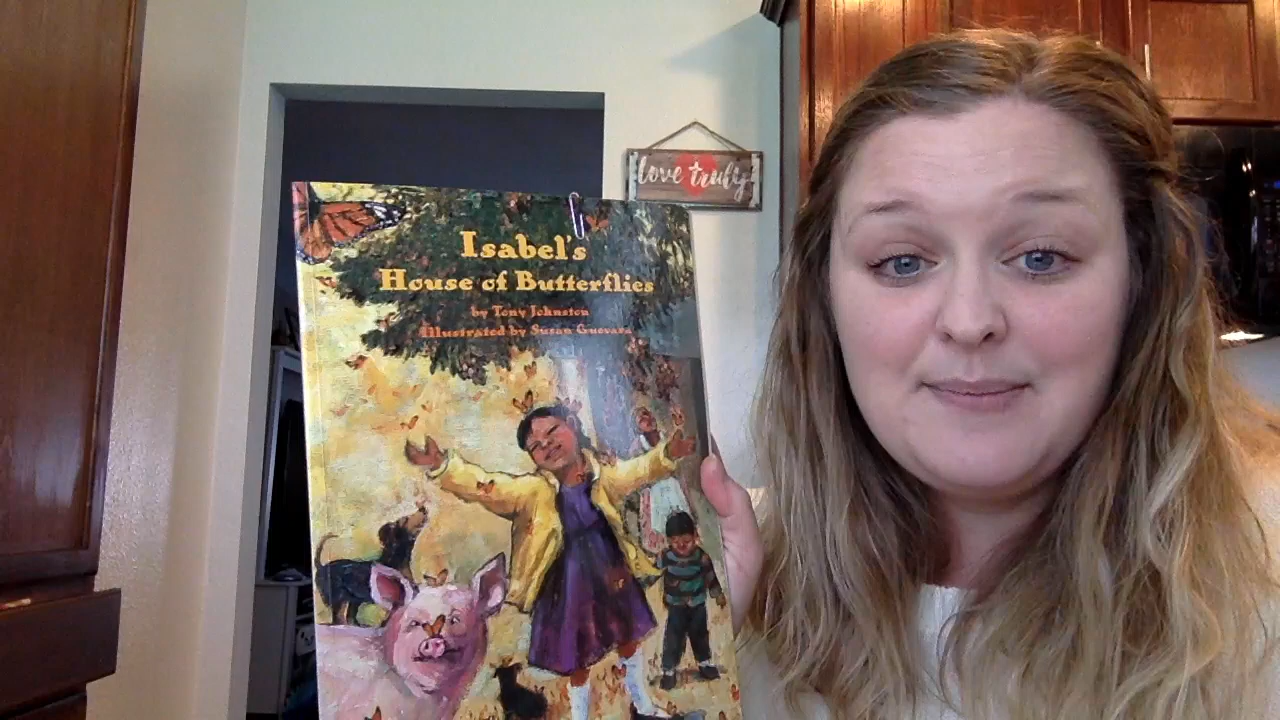 love truly
Isabel's
House of Butterflies
by Tony Johnston
Illustrated by Susan Guevara